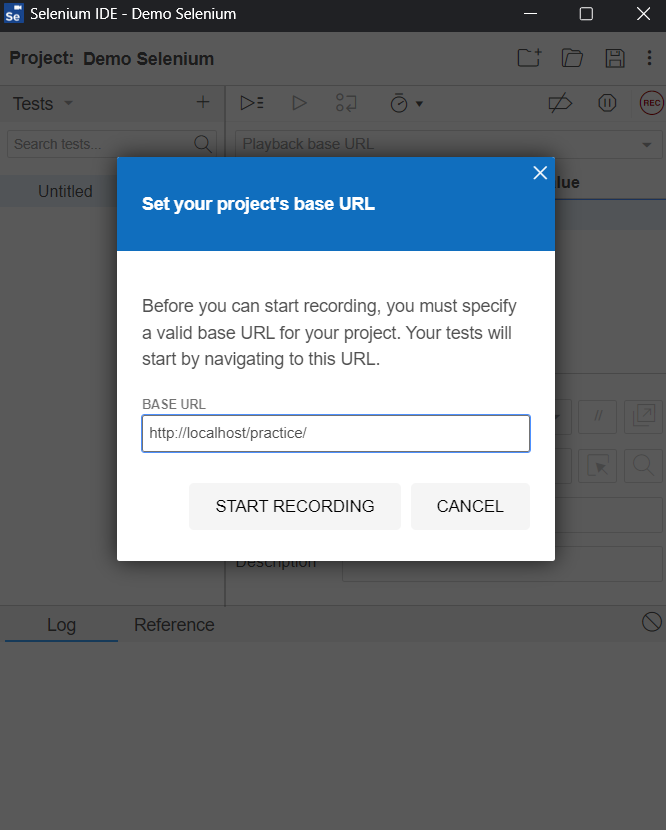 Se
Selenium IDE - Demo Selenium
Project: Demo Selenium
Tests
REC
Search tests...
Playback base URL
Untitled
lue
Set your project's base URL
Before you can start recording, you must specify
a valid base URL for your project. Your tests will
start by navigating to this URL.
BASE URL
http://localhost/practice/
//
START RECORDING
CANCEL
Description
Log
Reference